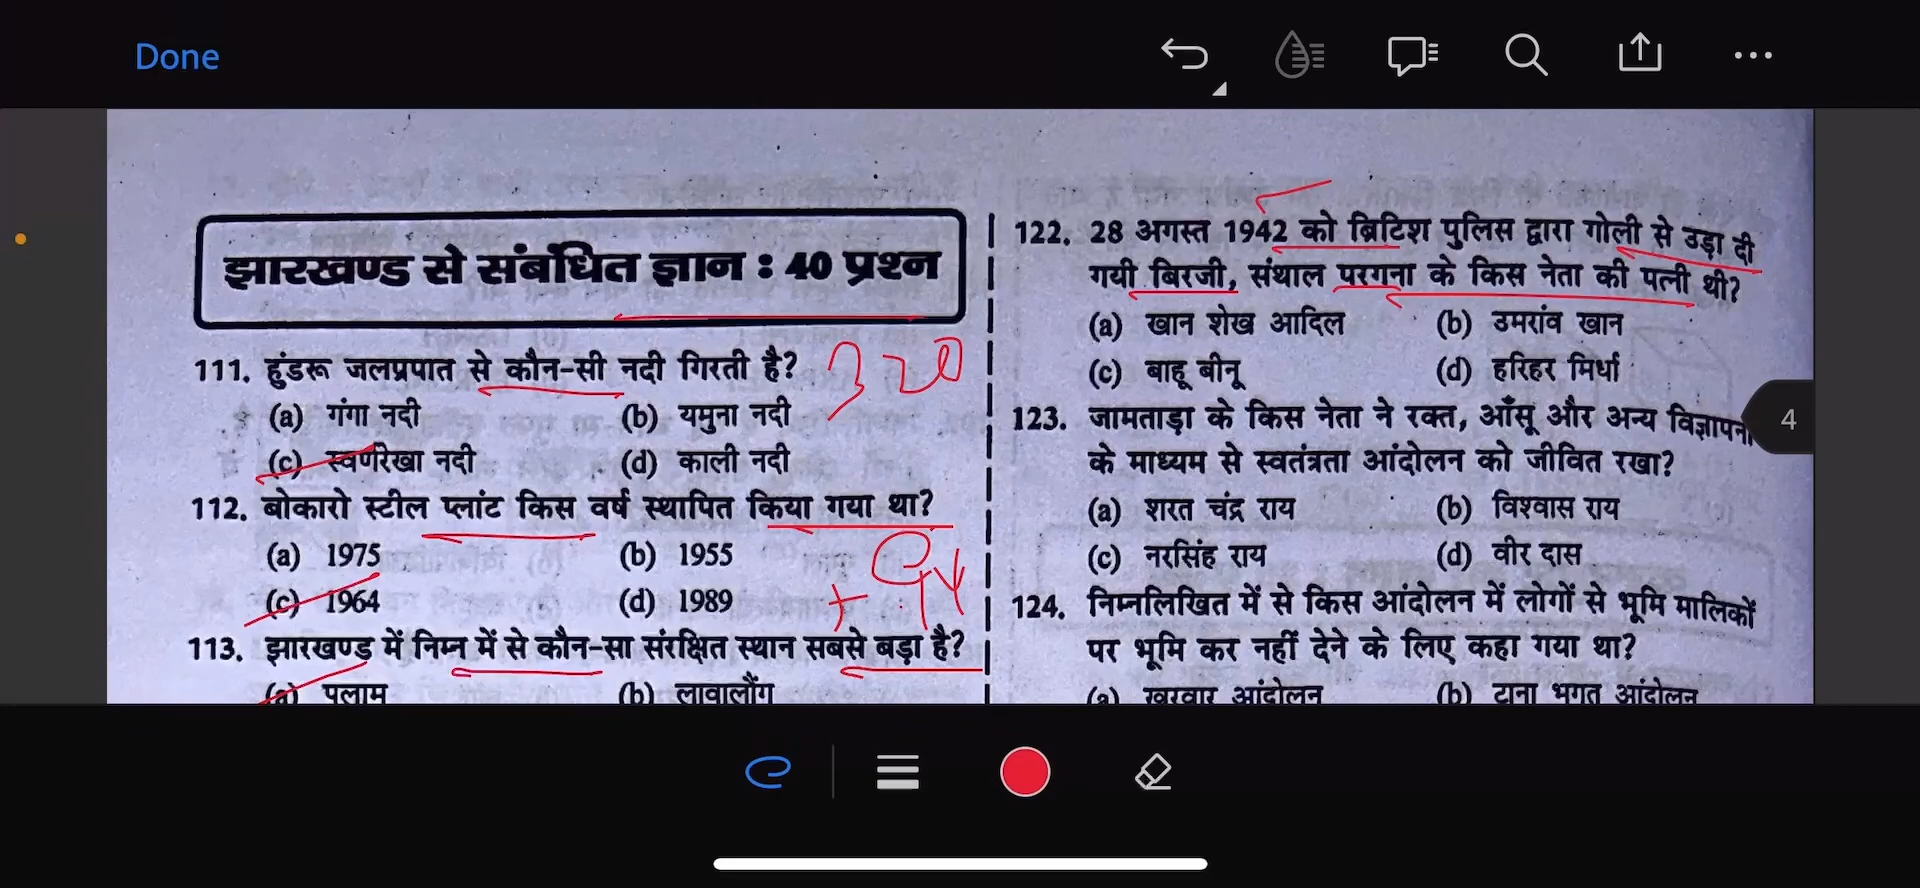 Done
झारखण्ड से संबंधित ज्ञान : 40 प्रश्न
111. हुंडरू जलप्रपात से कौन-सी नदी गिरती है? 320
(a) गंगा नदी (b) यमुना नदी
(c) स्वर्णरेखा नदी (d) काली नदी
112. बोकारो स्टील प्लांट किस वर्ष स्थापित किया गया था?
(a) 1975 (b) 1955
(c) 1964 (d) 1989
113. झारखण्ड में निम्न में से कौन-सा संरक्षित स्थान सबसे बड़ा है?
(a) पलामू (b) लावालौंग
122. 28 अगस्त 1942 को ब्रिटिश पुलिस द्वारा गोली से उड़ा दी
गयी बिरजी, संथाल परगना के किस नेता की पत्नी थी?
(a) खान शेख आदिल (b) उमरांव खान
(c) बाहू बीनू (d) हरिहर मिर्धा
123. जामताड़ा के किस नेता ने रक्त, आँसू और अन्य विज्ञापनों
के माध्यम से स्वतंत्रता आंदोलन को जीवित रखा?
(a) शरत चंद्र राय (b) विश्वास राय
(c) नरसिंह राय (d) वीर दास
124. निम्नलिखित में से किस आंदोलन में लोगों से भूमि मालिकों
पर भूमि कर नहीं देने के लिए कहा गया था?
(a) खरवार आंदोलन (b) टाना भगत आंदोलन
4